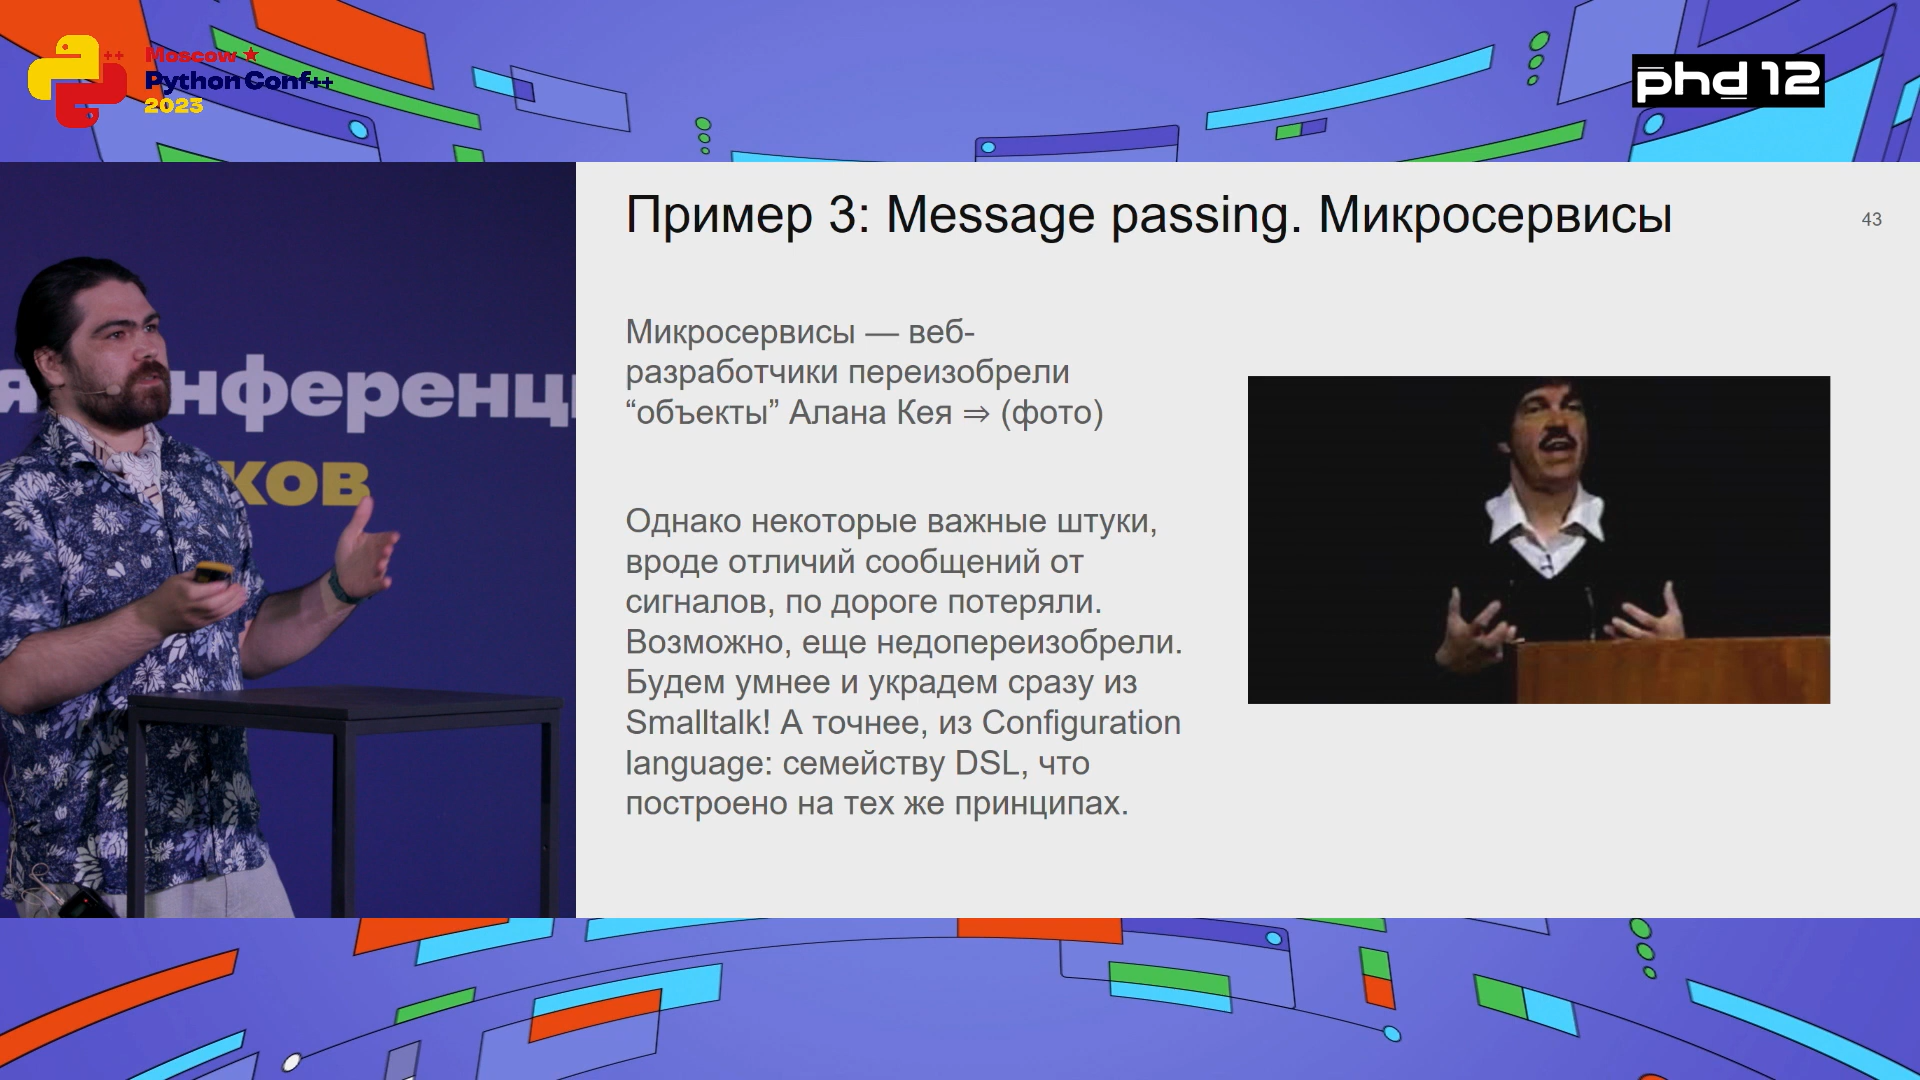 Moscow ★
Python Conf++
2023
phd 12
Пример 3: Message passing. Микросервисы
43
Микросервисы — веб-
разработчики переизобрели
“объекты” Алана Кея ⇒ (фото)
Однако некоторые важные штуки,
вроде отличий сообщений от
сигналов, по дороге потеряли.
Возможно, еще недопереизобрели.
Будем умнее и украдем сразу из
Smalltalk! А точнее, из Configuration
language: семейству DSL, что
построено на тех же принципах.